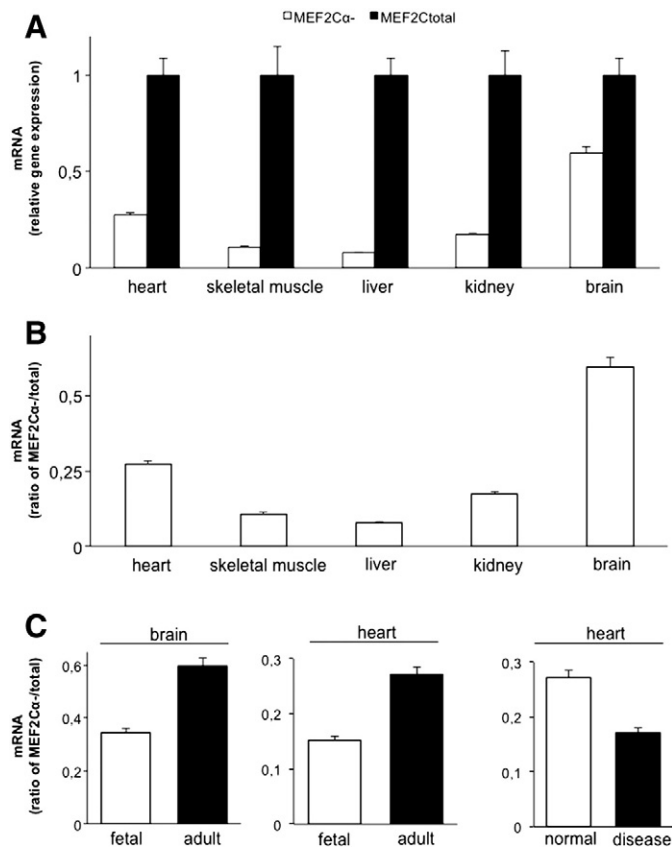 A
MEF2Cα- MEF2Ctotal
mRNA
(relative gene expression)
1
0,5
0
heart skeletal muscle liver kidney brain
B
mRNA
(ratio of MEF2Cα-/total)
0,5
0,25
0
heart skeletal muscle liver kidney brain
C
mRNA
(ratio of MEF2Cα-/total)
brain
0,6
0,4
0,2
0
fetal adult
heart
0,3
0,2
0,1
0
fetal adult
heart
0,3
0,2
0,1
0
normal disease